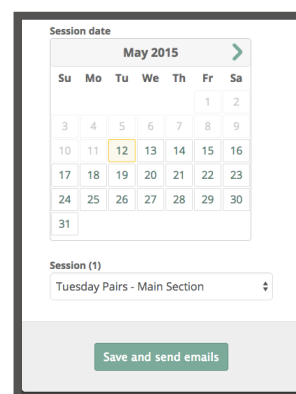 Session date
May 2015
Su Mo Tu We Th Fr Sa
1 2
3 4 5 6 7 8 9
10 11 12 13 14 15 16
17 18 19 20 21 22 23
24 25 26 27 28 29 30
31
Session (1)
Tuesday Pairs - Main Section
Save and send emails